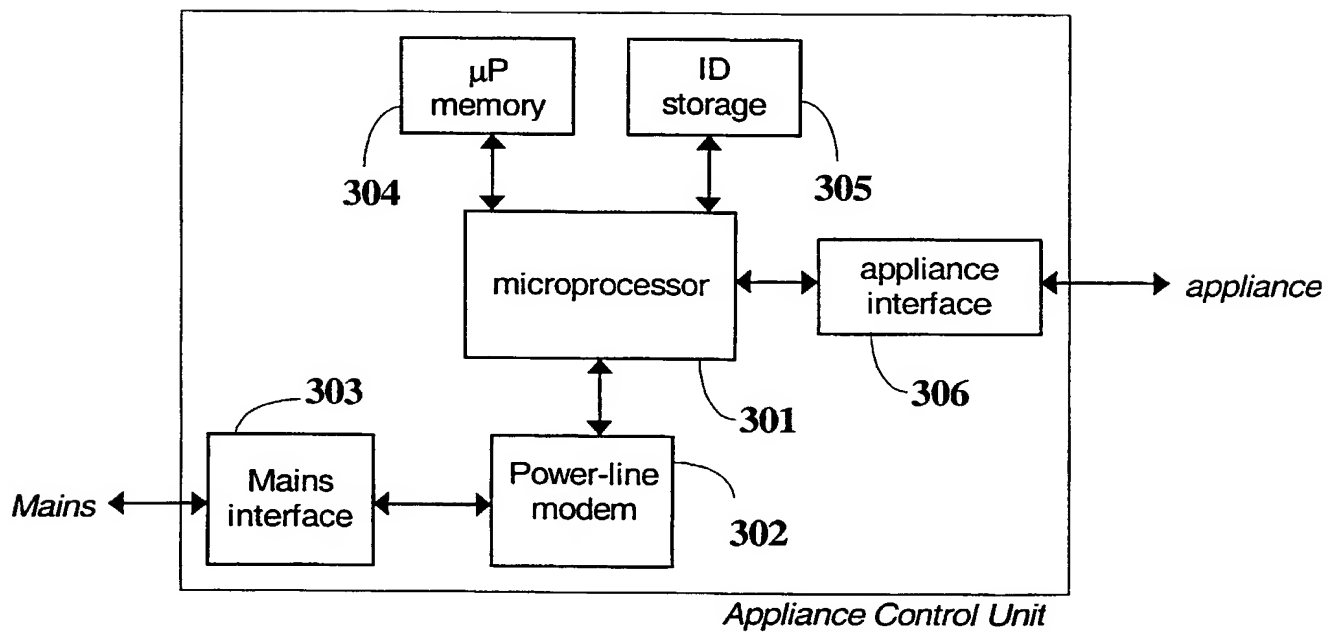 μP
memory
ID
storage
304
305
microprocessor
appliance
interface
appliance
303
301
306
Mains
Mains
interface
Power-line
modem
302
Appliance Control Unit